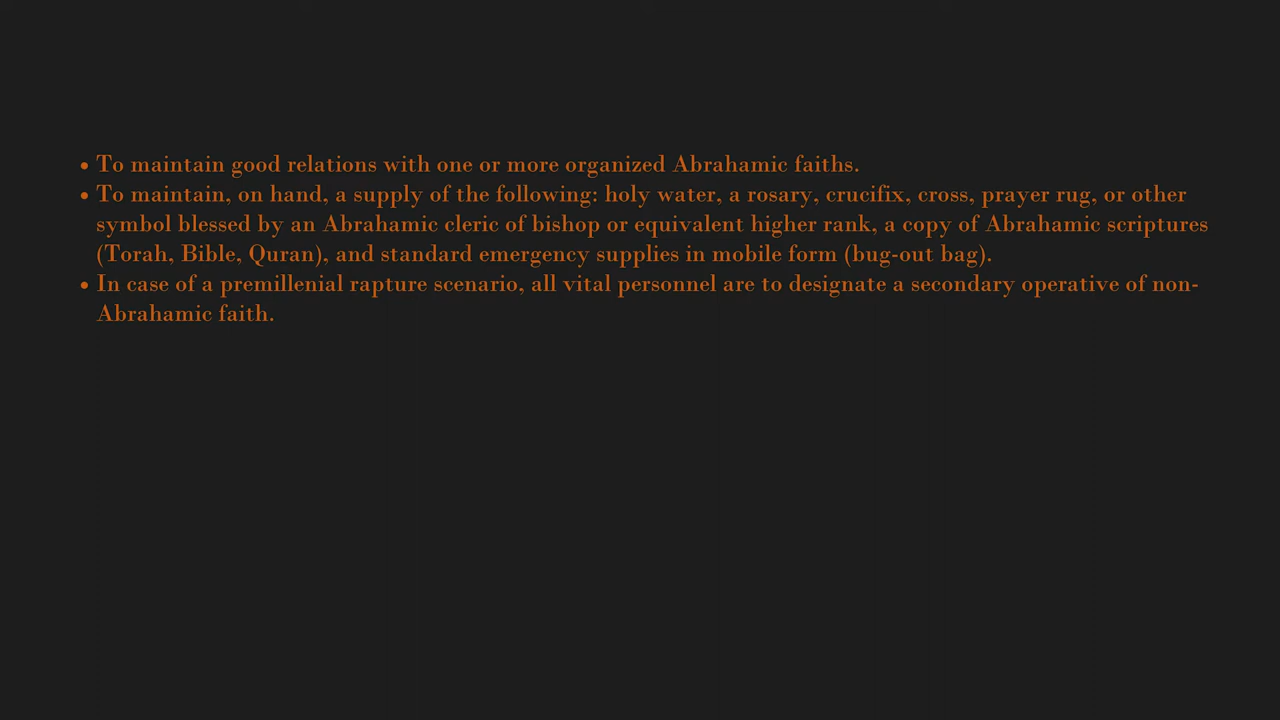 • To maintain good relations with one or more organized Abrahamic faiths.
• To maintain, on hand, a supply of the following: holy water, a rosary, crucifix, cross, prayer rug, or other
symbol blessed by an Abrahamic cleric of bishop or equivalent higher rank, a copy of Abrahamic scriptures
(Torah, Bible, Quran), and standard emergency supplies in mobile form (bug-out bag).
• In case of a premillenial rapture scenario, all vital personnel are to designate a secondary operative of non-
Abrahamic faith.